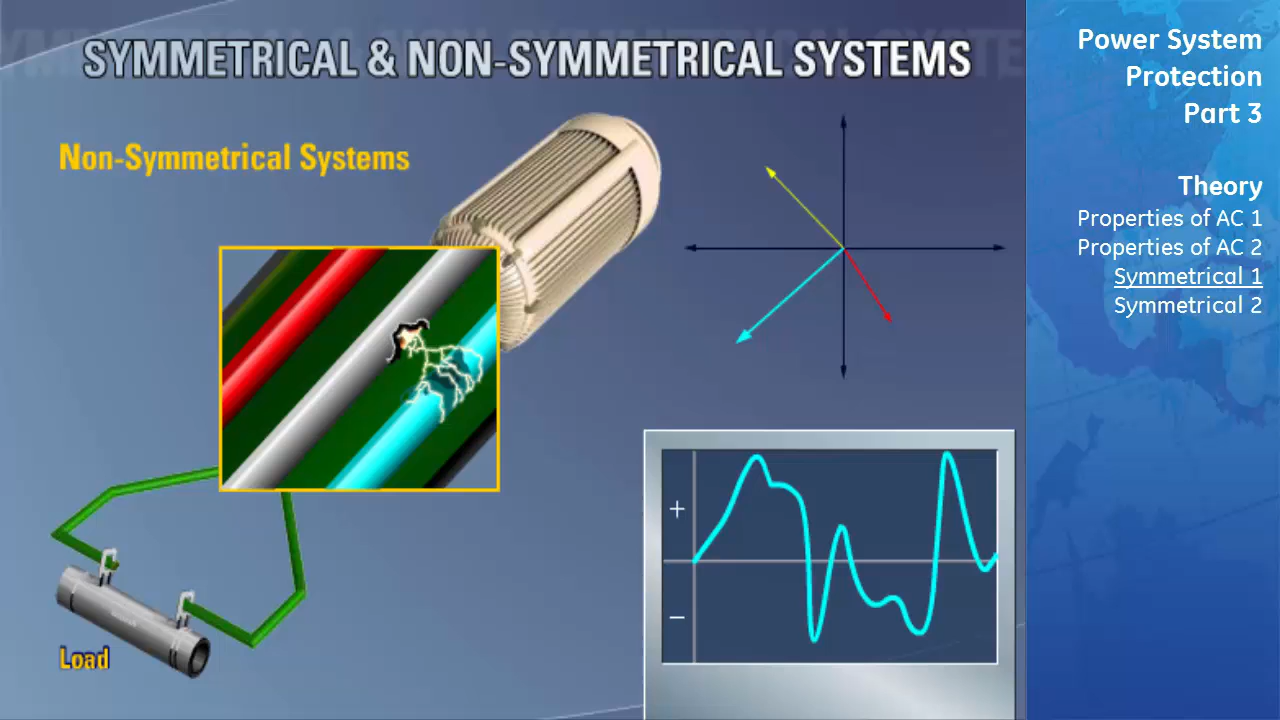 SYMMETRICAL & NON-SYMMETRICAL SYSTEMS
Non-Symmetrical Systems
Load
+
−
Power System
Protection
Part 3
Theory
Properties of AC 1
Properties of AC 2
Symmetrical 1
Symmetrical 2